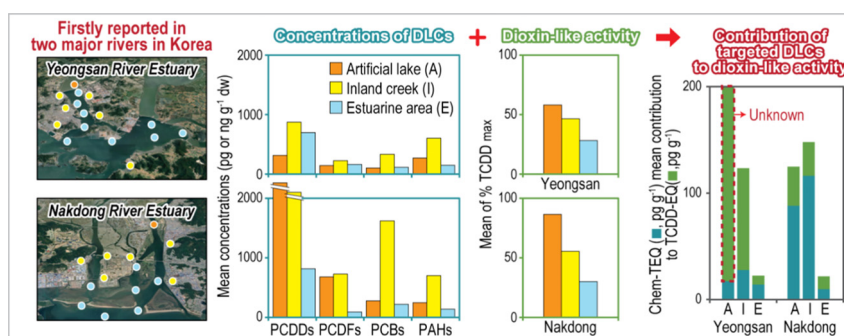 Firstly reported in
two major rivers in Korea
Yeongsan River Estuary
Nakdong River Estuary
Concentrations of DLCs
Mean concentrations (pg or ng g⁻¹ dw)
2000
1000
0
2000
1000
0
Artificial lake (A)
Inland creek (I)
Estuarine area (E)
PCDDs PCDFs PCBs PAHs
+
Dioxin-like activity
Mean of % TCDD max
100
50
0
Yeongsan
100
50
0
Nakdong
Contribution of
targeted DLCs
to dioxin-like activity
Chem-TEQ (■, pg g⁻¹) mean contribution
to TCDD-EQ(■,pg g⁻¹)
200
100
0
Unknown
A I E A I E
Yeongsan Nakdong